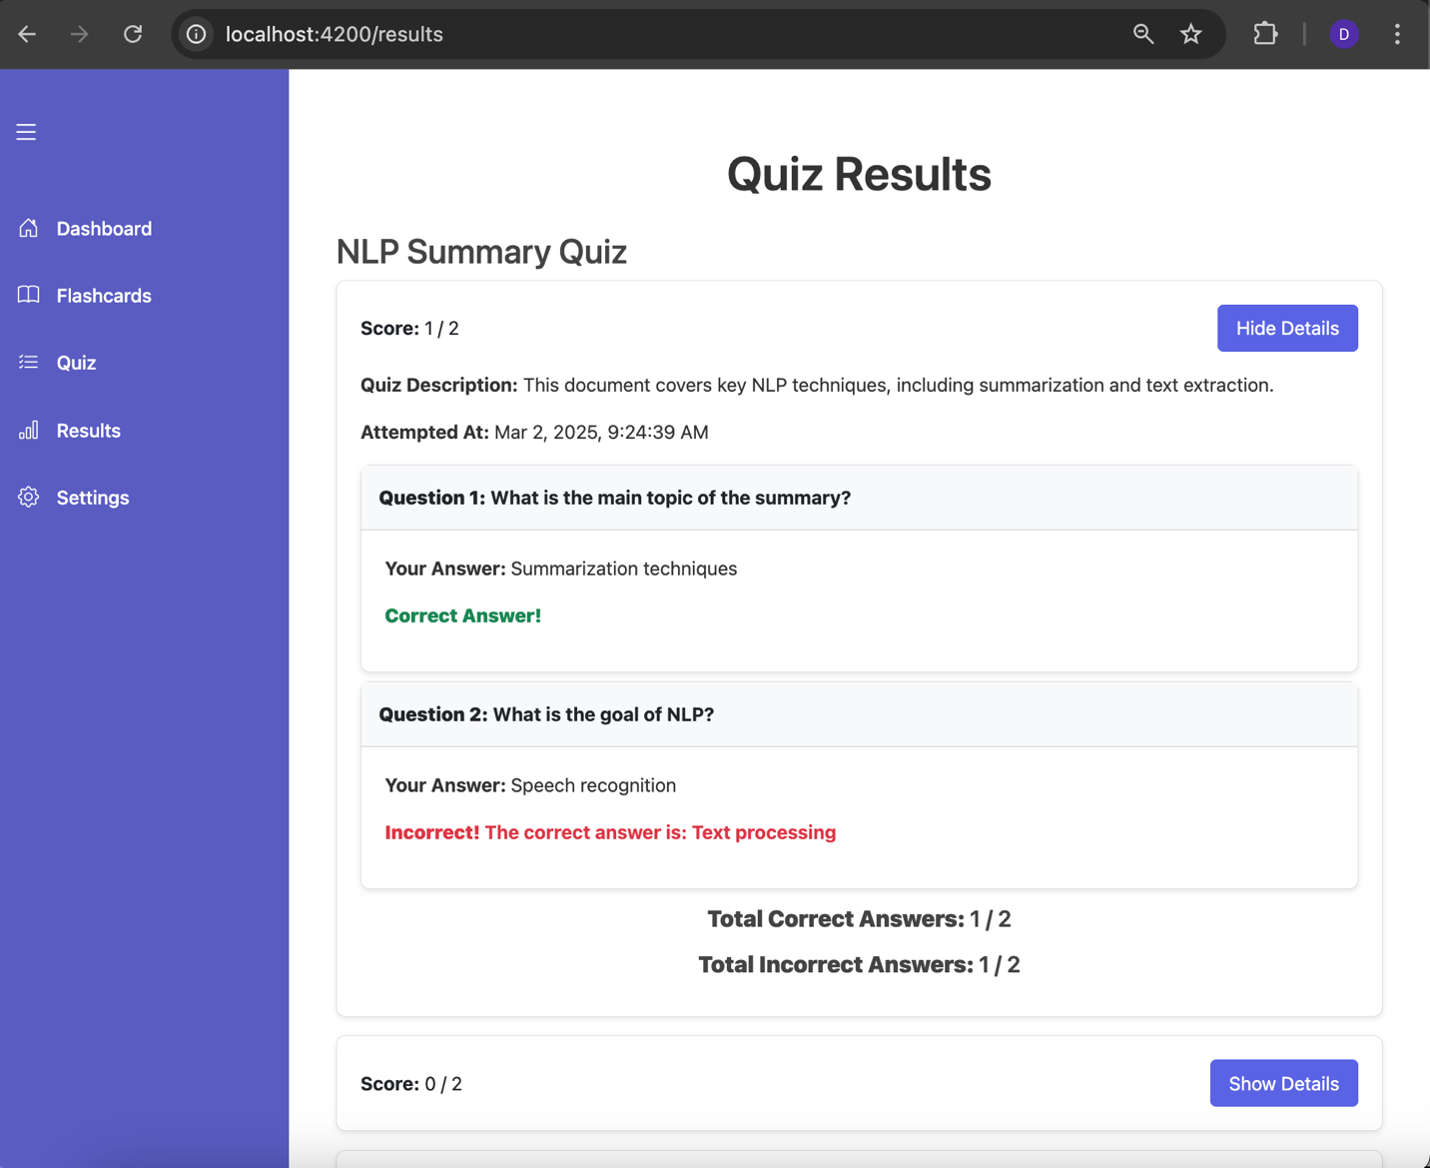 localhost:4200/results
D
Dashboard
Flashcards
Quiz
Results
Settings
Quiz Results
NLP Summary Quiz
Score: 1 / 2
Hide Details
Quiz Description: This document covers key NLP techniques, including summarization and text extraction.
Attempted At: Mar 2, 2025, 9:24:39 AM
Question 1: What is the main topic of the summary?
Your Answer: Summarization techniques
Correct Answer!
Question 2: What is the goal of NLP?
Your Answer: Speech recognition
Incorrect! The correct answer is: Text processing
Total Correct Answers: 1 / 2
Total Incorrect Answers: 1 / 2
Score: 0 / 2
Show Details